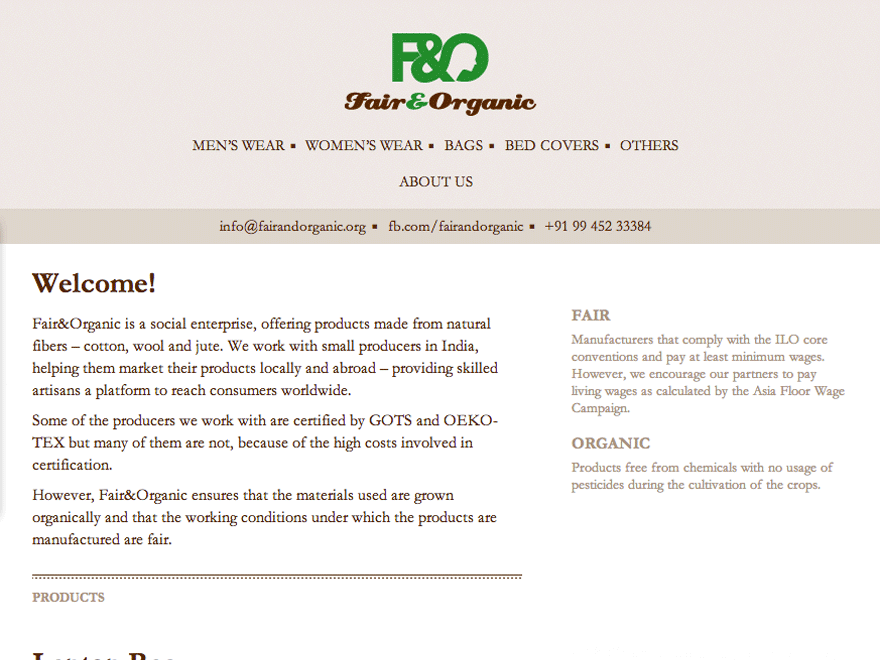 F&O
Fair&Organic
MEN'S WEAR ▪ WOMEN'S WEAR ▪ BAGS ▪ BED COVERS ▪ OTHERS
ABOUT US
info@fairandorganic.org ▪ fb.com/fairandorganic ▪ +91 99 452 33384
Welcome!
Fair&Organic is a social enterprise, offering products made from natural
fibers – cotton, wool and jute. We work with small producers in India,
helping them market their products locally and abroad – providing skilled
artisans a platform to reach consumers worldwide.
Some of the producers we work with are certified by GOTS and OEKO-
TEX but many of them are not, because of the high costs involved in
certification.
However, Fair&Organic ensures that the materials used are grown
organically and that the working conditions under which the products are
manufactured are fair.
PRODUCTS
FAIR
Manufacturers that comply with the ILO core
conventions and pay at least minimum wages.
However, we encourage our partners to pay
living wages as calculated by the Asia Floor Wage
Campaign.
ORGANIC
Products free from chemicals with no usage of
pesticides during the cultivation of the crops.